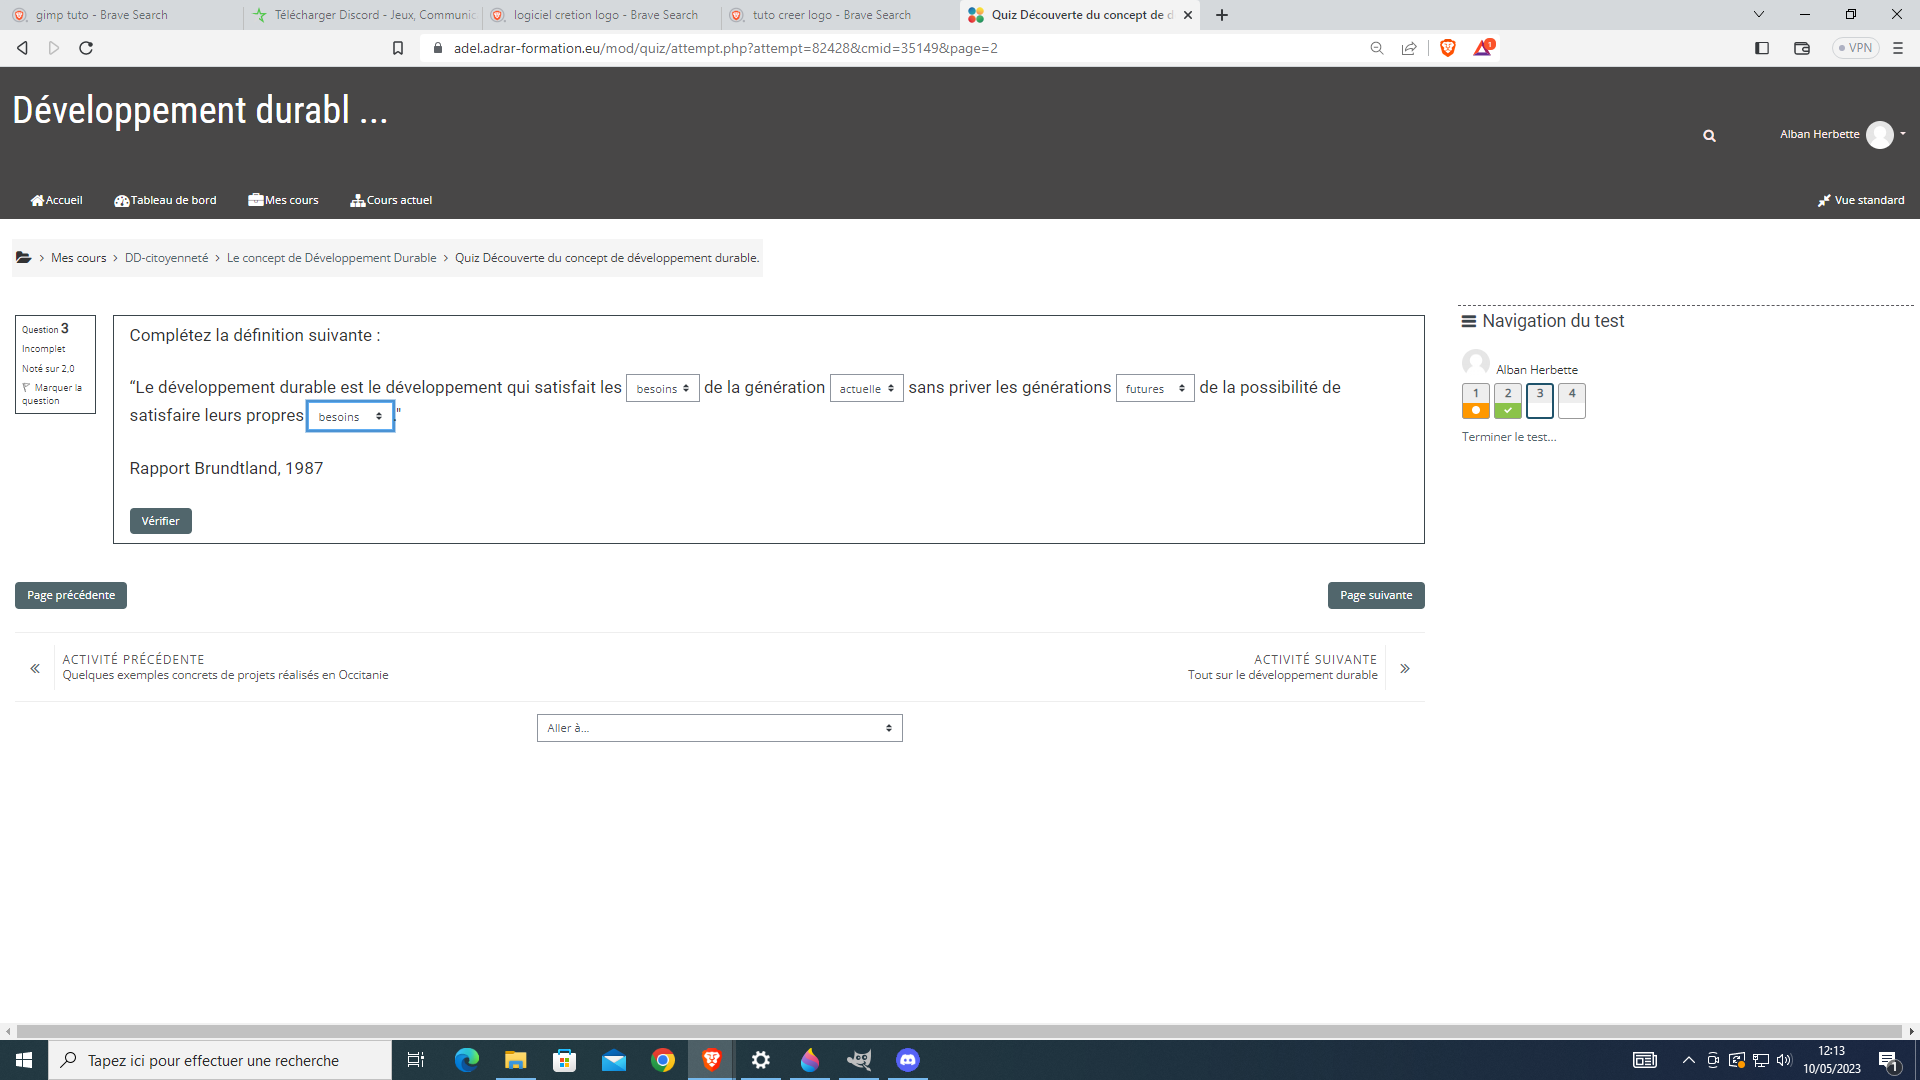 gimp tuto - Brave Search
Télécharger Discord - Jeux, Communic
logiciel cretion logo - Brave Search
tuto creer logo - Brave Search
Quiz Découverte du concept de d
adel.adrar-formation.eu/mod/quiz/attempt.php?attempt=82428&cmid=35149&page=2
1
VPN
Développement durabl ...
Alban Herbette
Accueil
Tableau de bord
Mes cours
Cours actuel
Vue standard
Mes cours
DD-citoyenneté
Le concept de Développement Durable
Quiz Découverte du concept de développement durable.
Question 3
Incomplet
Noté sur 2,0
Marquer la
question
Complétez la définition suivante :
“Le développement durable est le développement qui satisfait les besoins de la génération actuelle sans priver les générations futures de la possibilité de
satisfaire leurs propres besoins ."
Rapport Brundtland, 1987
Vérifier
Navigation du test
Alban Herbette
1 2 3 4
Terminer le test...
Page précédente
Page suivante
ACTIVITÉ PRÉCÉDENTE
Quelques exemples concrets de projets réalisés en Occitanie
ACTIVITÉ SUIVANTE
Tout sur le développement durable
Aller à...
Tapez ici pour effectuer une recherche
12:13
10/05/2023
1